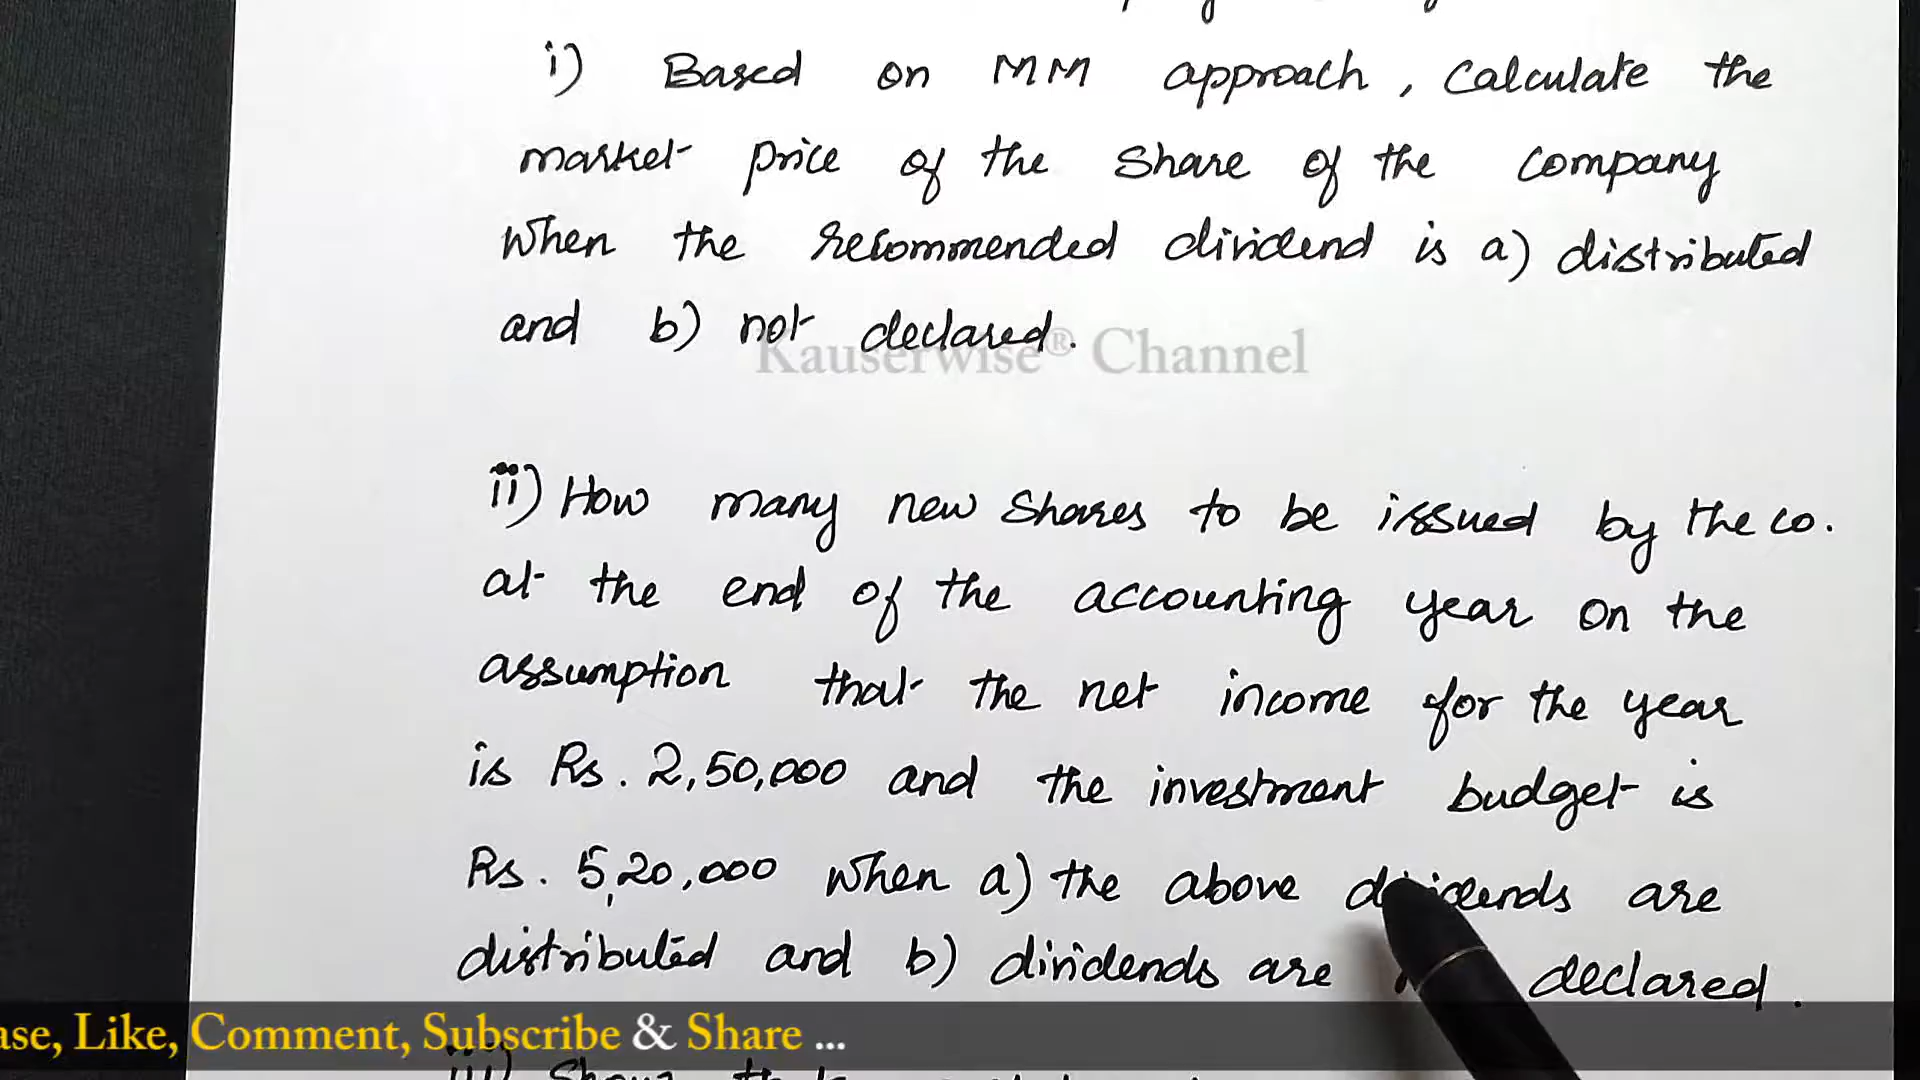 i) Based on MM approach, Calculate the
market price of the Share of the company
When the recommended dividend is a) distributed
and b) not declared.
Kauserwise® Channel
ii) How many new Shares to be issued by the co.
at the end of the accounting year on the
assumption that the net income for the year
is Rs. 2,50,000 and the investment budget is
Rs. 5,20,000 when a) the above dividends are
distributed and b) dividends are declared.
Like, Comment, Subscribe & Share ...
iii)